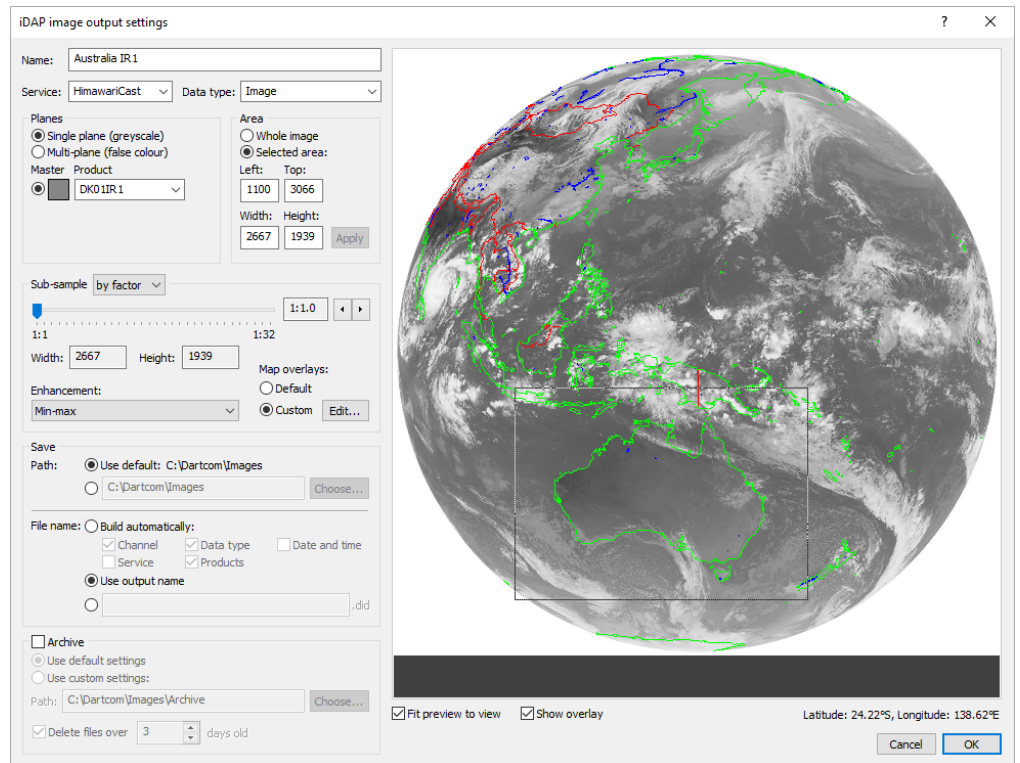 iDAP image output settings
? ×
Name: Australia IR1
Service: HimawariCast Data type: Image
Planes
Single plane (greyscale)
Multi-plane (false colour)
Master Product
DK01IR1
Area
Whole image
Selected area:
Left: Top:
1100 3066
Width: Height:
2667 1939 Apply
Sub-sample by factor
1:1.0
1:1 1:32
Width: 2667 Height: 1939
Enhancement:
Min-max
Map overlays:
Default
Custom Edit...
Save
Path: Use default: C:\Dartcom\Images
C:\Dartcom\Images Choose...
File name: Build automatically:
Channel Data type Date and time
Service Products
Use output name
.did
Archive
Use default settings
Use custom settings:
Path: C:\Dartcom\Images\Archive Choose...
Delete files over 3 days old
Fit preview to view Show overlay Latitude: 24.22ºS, Longitude: 138.62ºE
Cancel OK